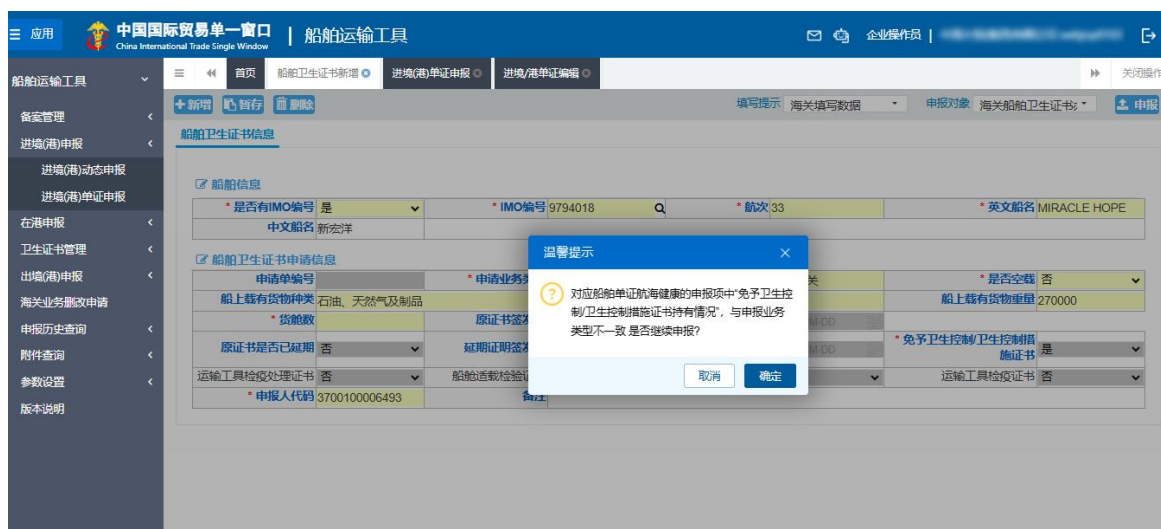 应用
中国国际贸易单一窗口
China International Trade Single Window
船舶运输工具
企业操作员 |
船舶运输工具
备案管理
进境(港)申报
进境(港)动态申报
进境(港)单证申报
在港申报
卫生证书管理
出境(港)申报
海关业务删改申请
申报历史查询
附件查询
参数设置
版本说明
首页 船舶卫生证书新增 进境(港)单证申报 进境/港单证编辑 关闭操作
新增 暂存 删除 填写提示 海关填写数据 申报对象 海关船舶卫生证书 申报
船舶卫生证书信息
船舶信息
* 是否有IMO编号 是 * IMO编号 9794018 * 航次 33 * 英文船名 MIRACLE HOPE
中文船名 新宏洋
船舶卫生证书申请信息
申请单编号 * 申请业务类 关 * 是否空载 否
船上载有货物种类 石油、天然气及制品 船上载有货物重量 270000
* 货舱数 原证书签发 M-DD
原证书是否已延期 否 延期证明签发 M-DD * 免予卫生控制/卫生控制措施证书 是
运输工具检疫处理证书 否 船舶适载检验证 运输工具检疫证书 否
* 申报人代码 3700100006493 备注
温馨提示
对应船舶单证航海健康的申报项中"免予卫生控
制/卫生控制措施证书持有情况"，与申报业务
类型不一致 是否继续申报?
取消 确定